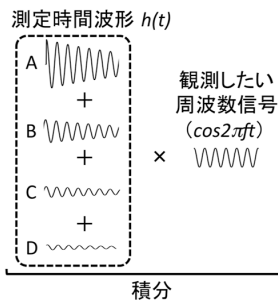 測定時間波形 h(t)
A
+
B
+
C
+
D
×
観測したい
周波数信号
(cos2πft)
積分